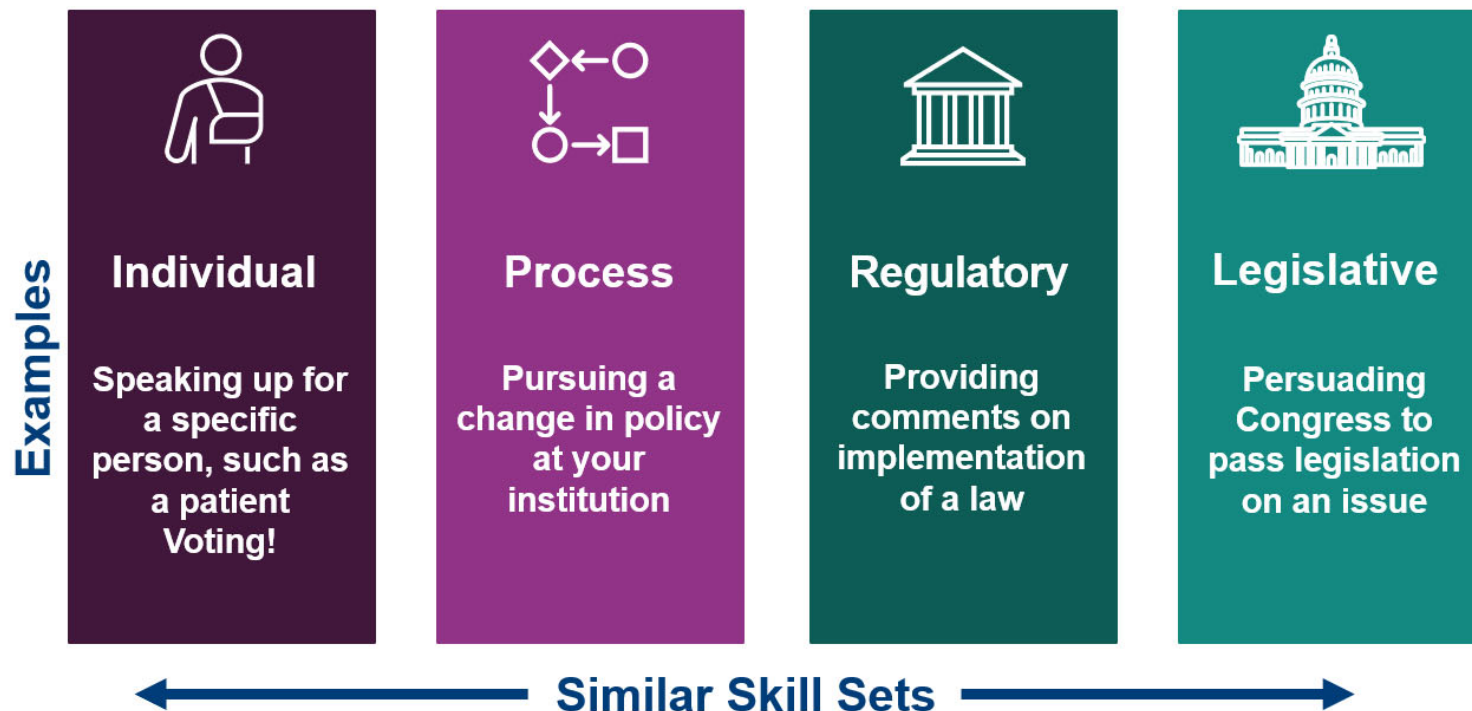 Examples
Individual
Speaking up for
a specific
person, such as
a patient
Voting!
Process
Pursuing a
change in policy
at your
institution
Regulatory
Providing
comments on
implementation
of a law
Legislative
Persuading
Congress to
pass legislation
on an issue
Similar Skill Sets